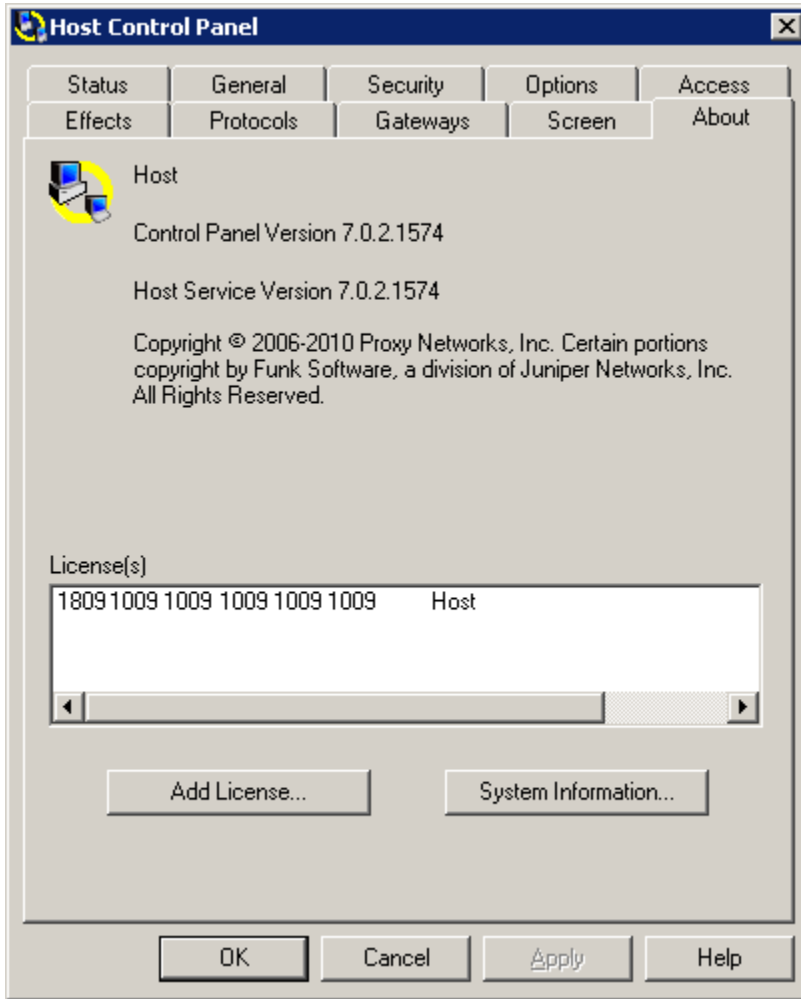 Host Control Panel
Status General Security Options Access
Effects Protocols Gateways Screen About
Host
Control Panel Version 7.0.2.1574
Host Service Version 7.0.2.1574
Copyright © 2006-2010 Proxy Networks, Inc. Certain portions
copyright by Funk Software, a division of Juniper Networks, Inc.
All Rights Reserved.
License(s)
1809 1009 1009 1009 1009 1009 Host
Add License... System Information...
OK Cancel Apply Help